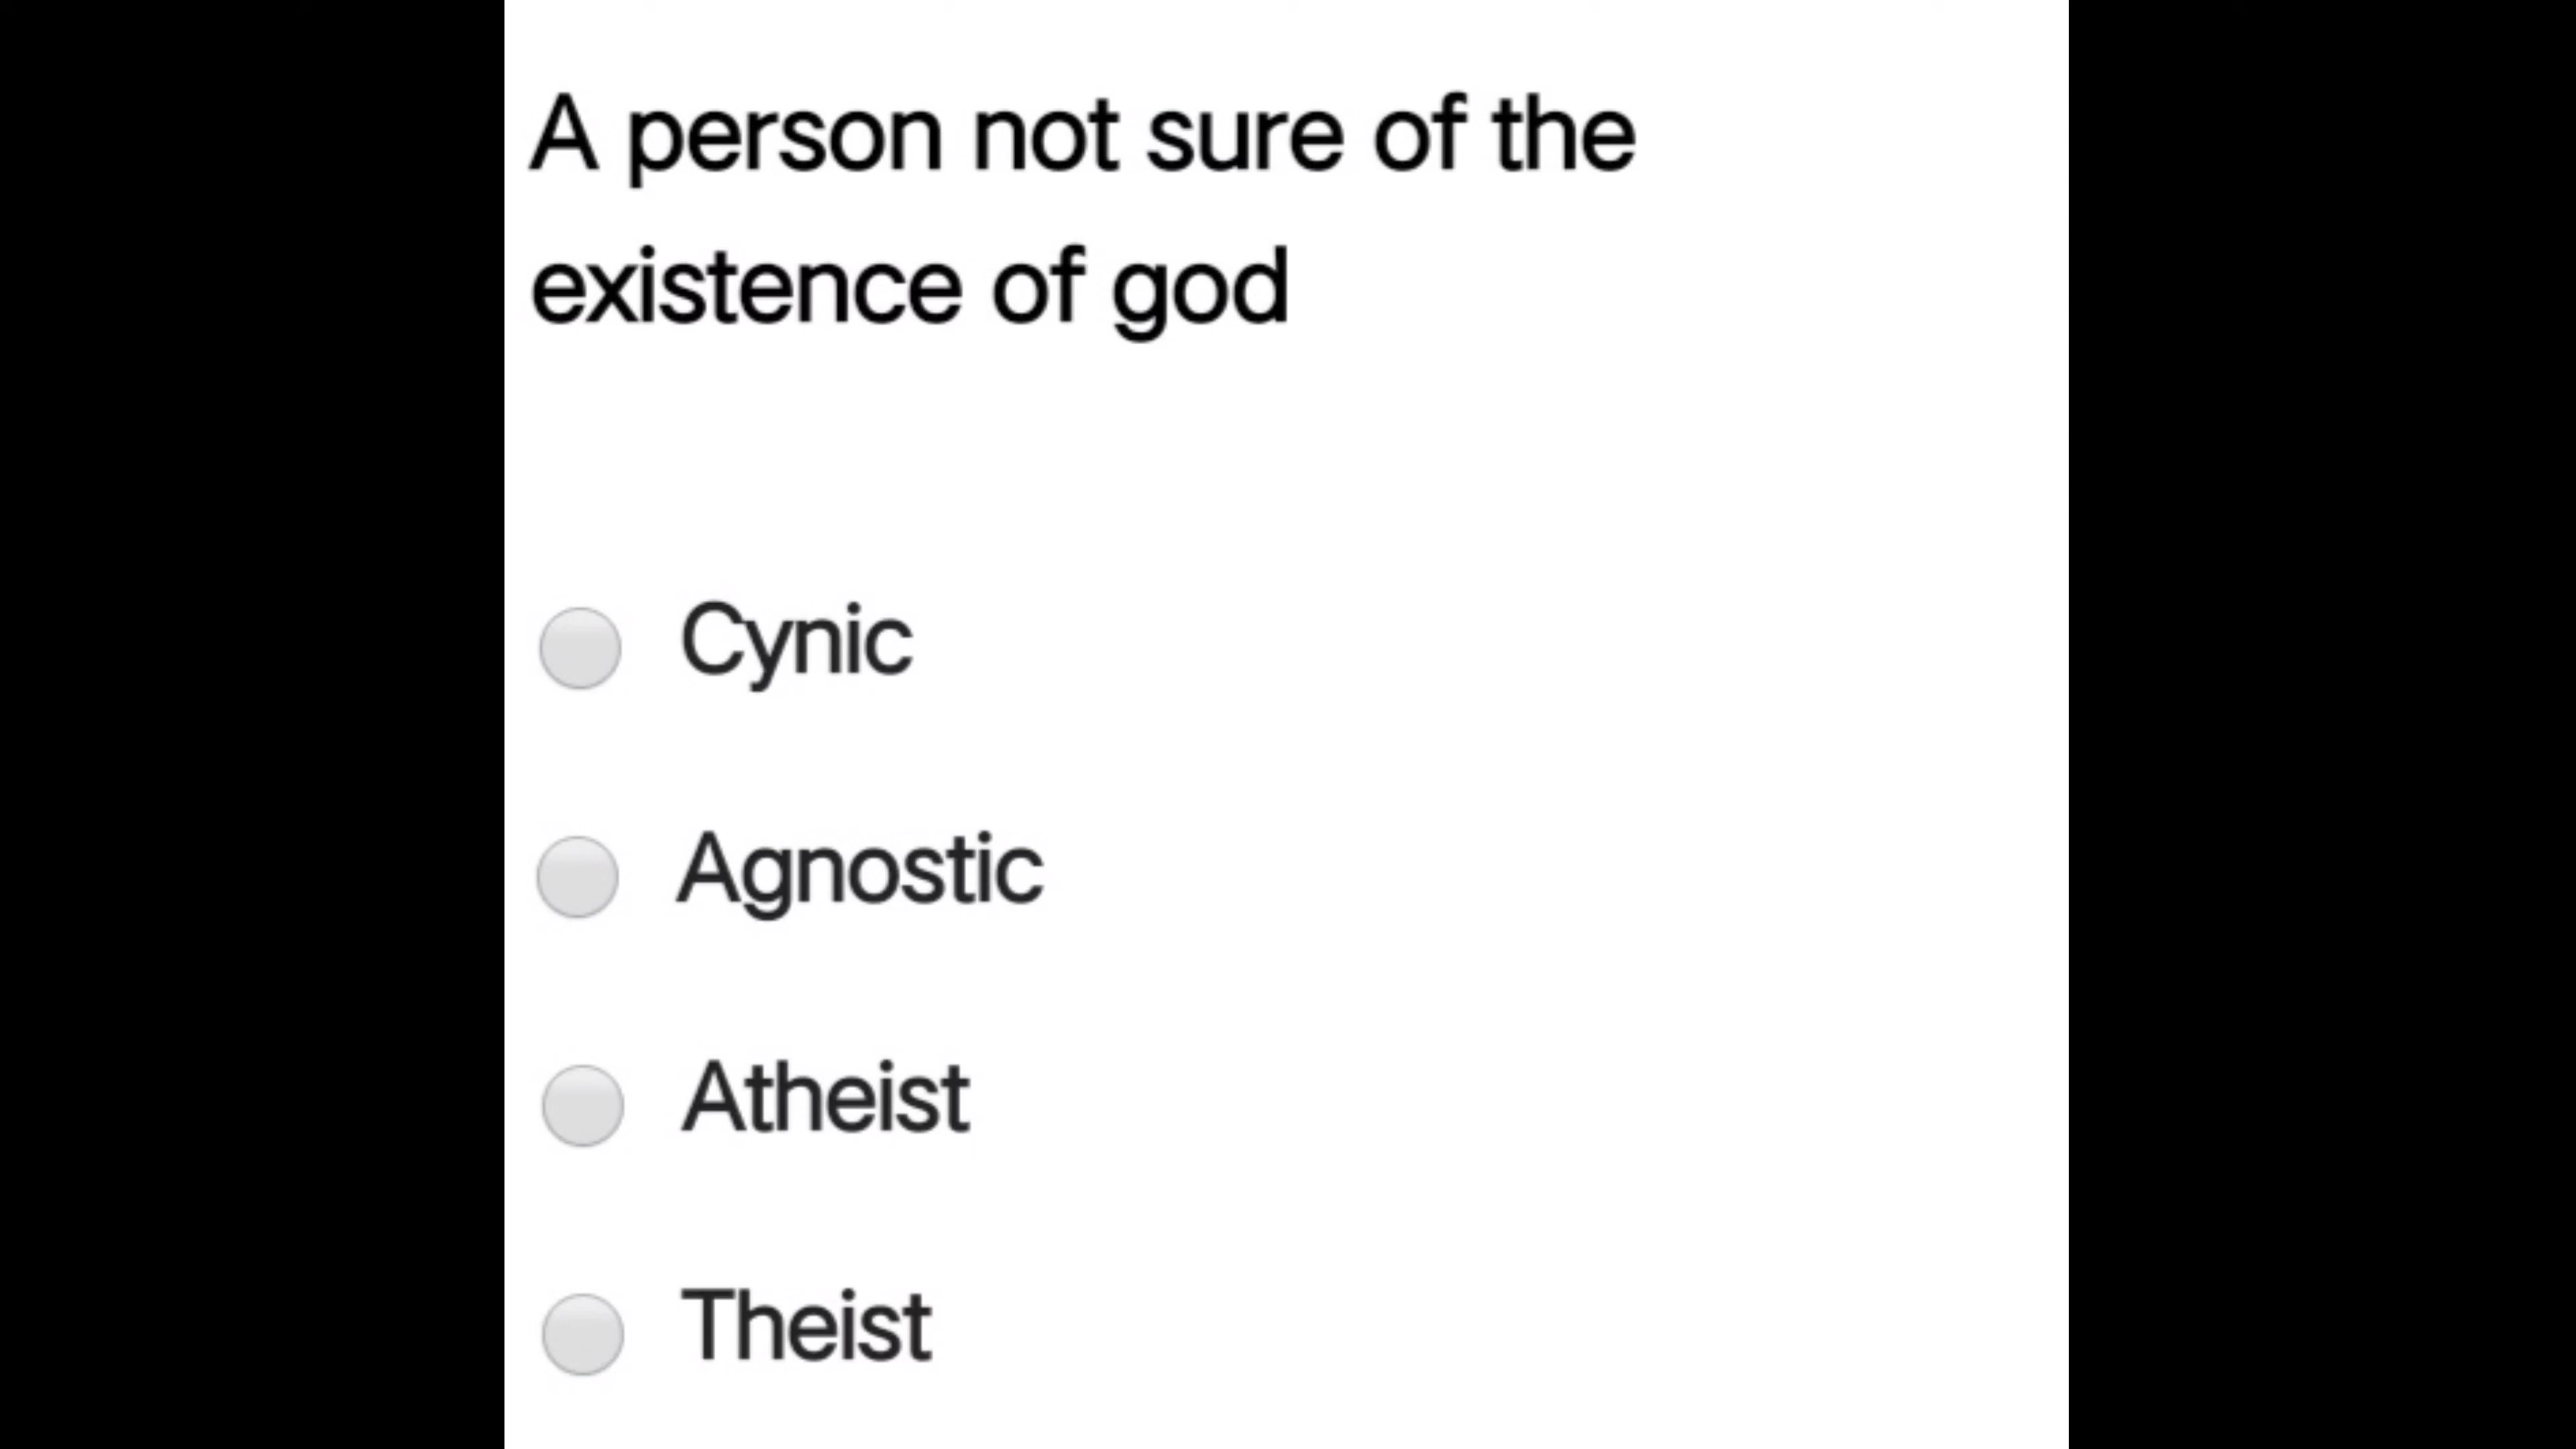 A person not sure of the
existence of god
Cynic
Agnostic
Atheist
Theist